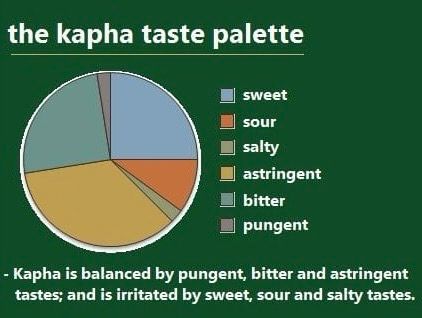 the kapha taste palette
sweet
sour
salty
astringent
bitter
pungent
- Kapha is balanced by pungent, bitter and astringent
tastes; and is irritated by sweet, sour and salty tastes.